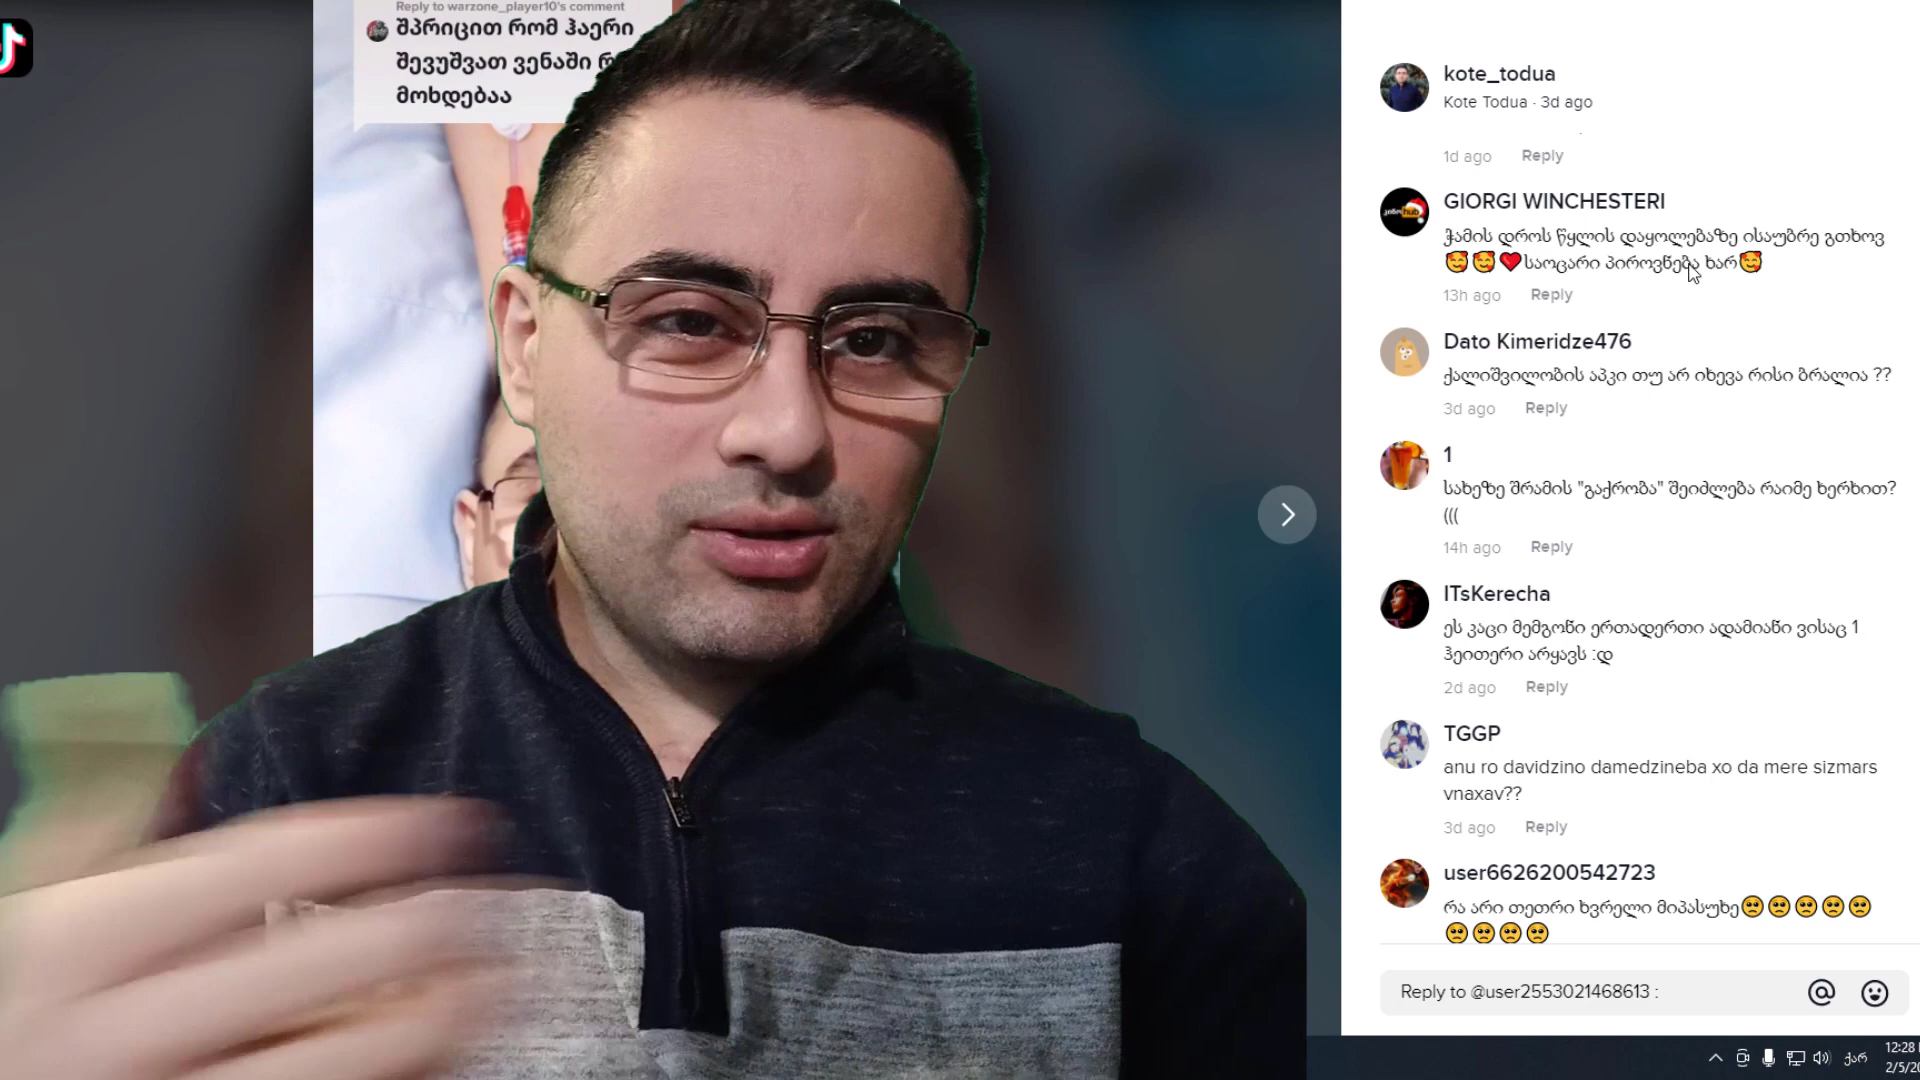 Reply to warzone_player10's comment
შპრიცით რომ ჰაერი
შევუშვათ ვენაში
მოხდებაა
kote_todua
Kote Todua · 3d ago
1d ago Reply
GIORGI WINCHESTERI
ჭამის დროს წყლის დაყოლებაზე ისაუბრე გთხოვ
🥰🥰❤️საოცარი პიროვნება ხარ🥰
13h ago Reply
Dato Kimeridze476
ქალიშვილობის აპკი თუ არ იხევა რისი ბრალია ??
3d ago Reply
1
სახეზე შრამის "გაქრობა" შეიძლება რაიმე ხერხით?
(((
14h ago Reply
ITsKerecha
ეს კაცი მემგონი ერთადერთი ადამიანი ვისაც 1
ჰეითერი არყავს :დ
2d ago Reply
TGGP
anu ro davidzino damedzineba xo da mere sizmars
vnaxav??
3d ago Reply
user6626200542723
რა არი თეთრი ხვრელი მიპასუხე🥺🥺🥺🥺🥺
🥺🥺🥺🥺
Reply to @user2553021468613 :
ქარ
12:28